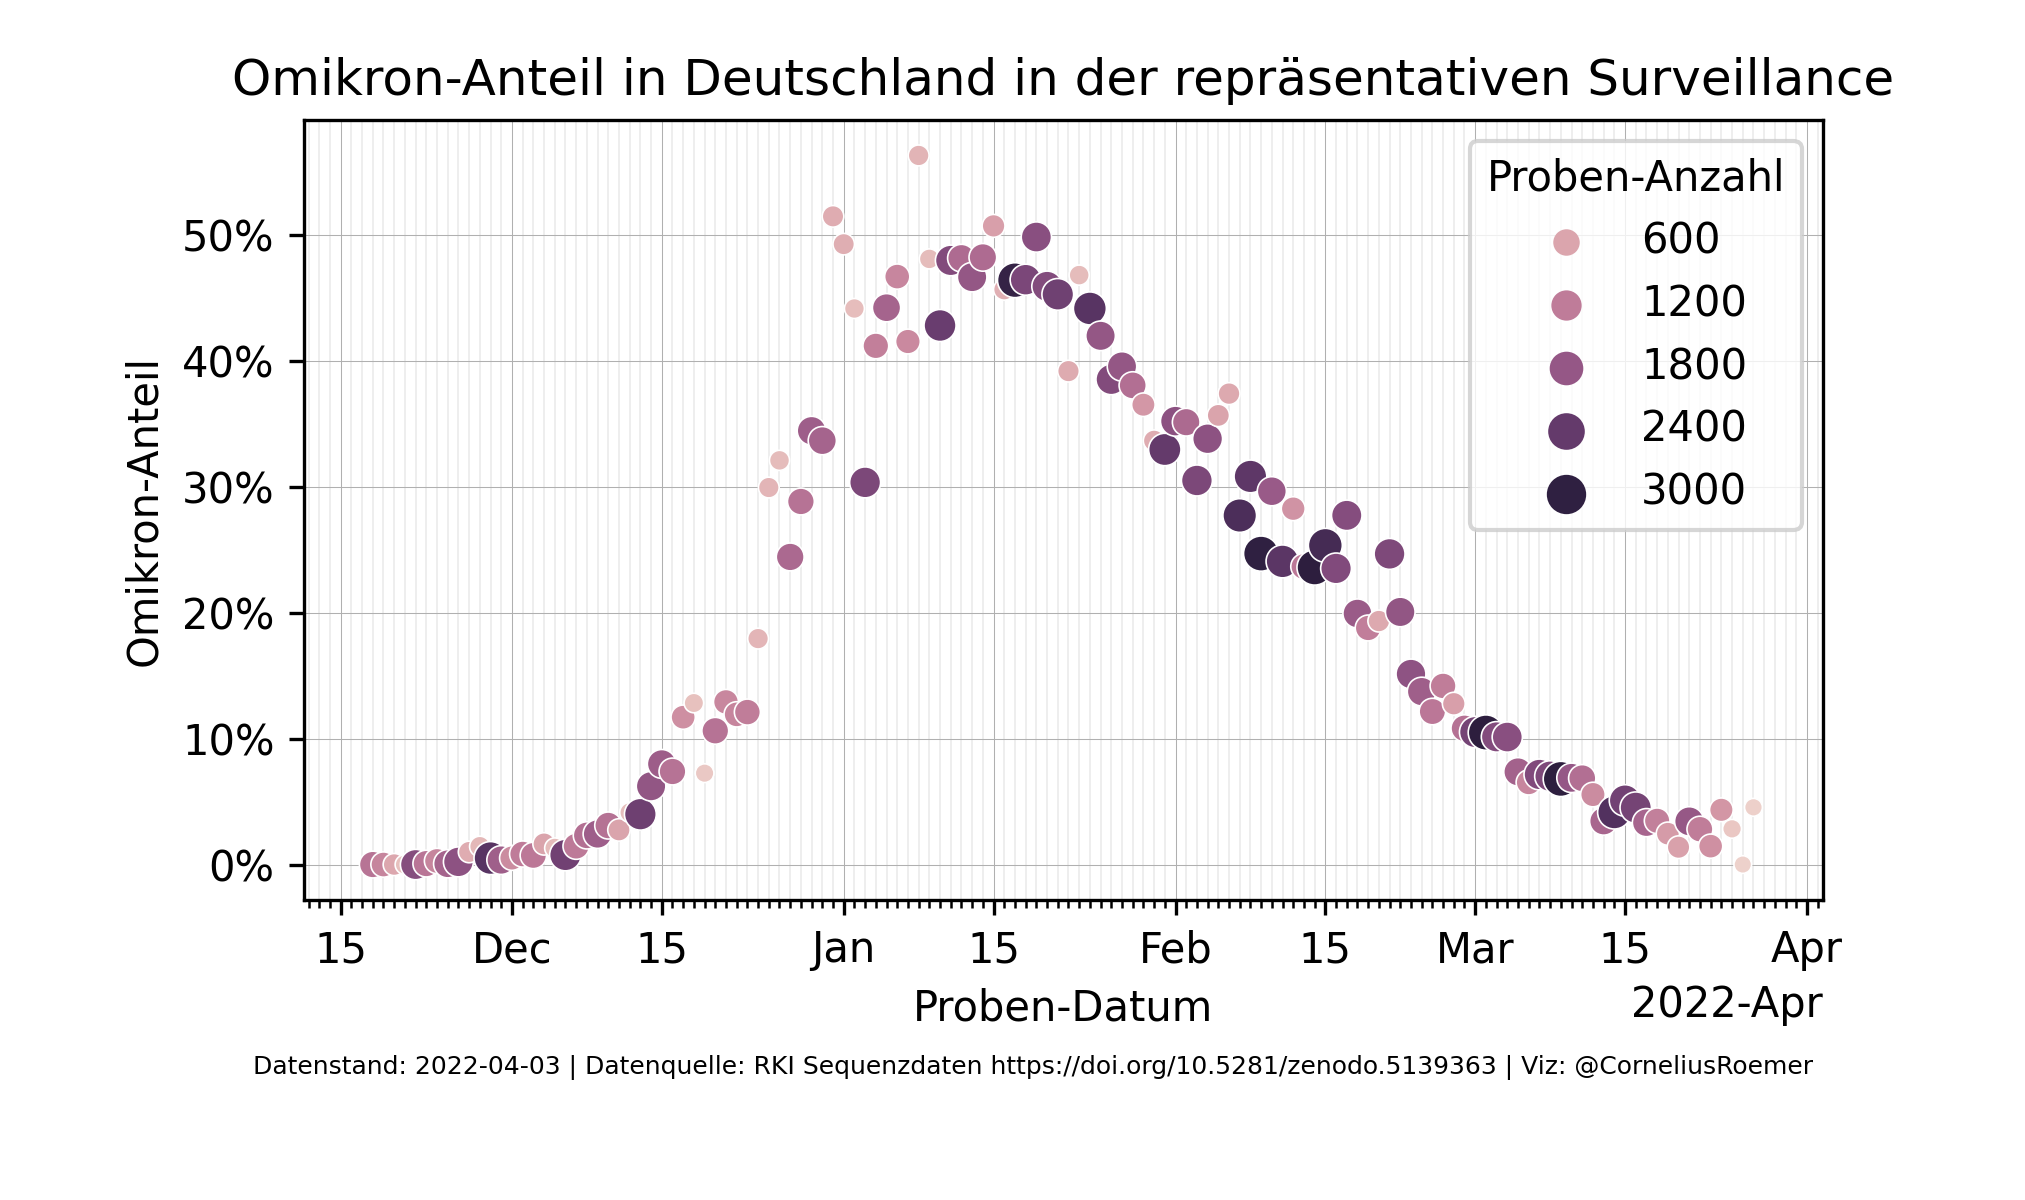 Omikron-Anteil in Deutschland in der repräsentativen Surveillance
Proben-Anzahl
600
1200
1800
2400
3000
Omikron-Anteil
50%
40%
30%
20%
10%
0%
15 Dec 15 Jan 15 Feb 15 Mar 15 Apr
Proben-Datum
2022-Apr
Datenstand: 2022-04-03 | Datenquelle: RKI Sequenzdaten https://doi.org/10.5281/zenodo.5139363 | Viz: @CorneliusRoemer